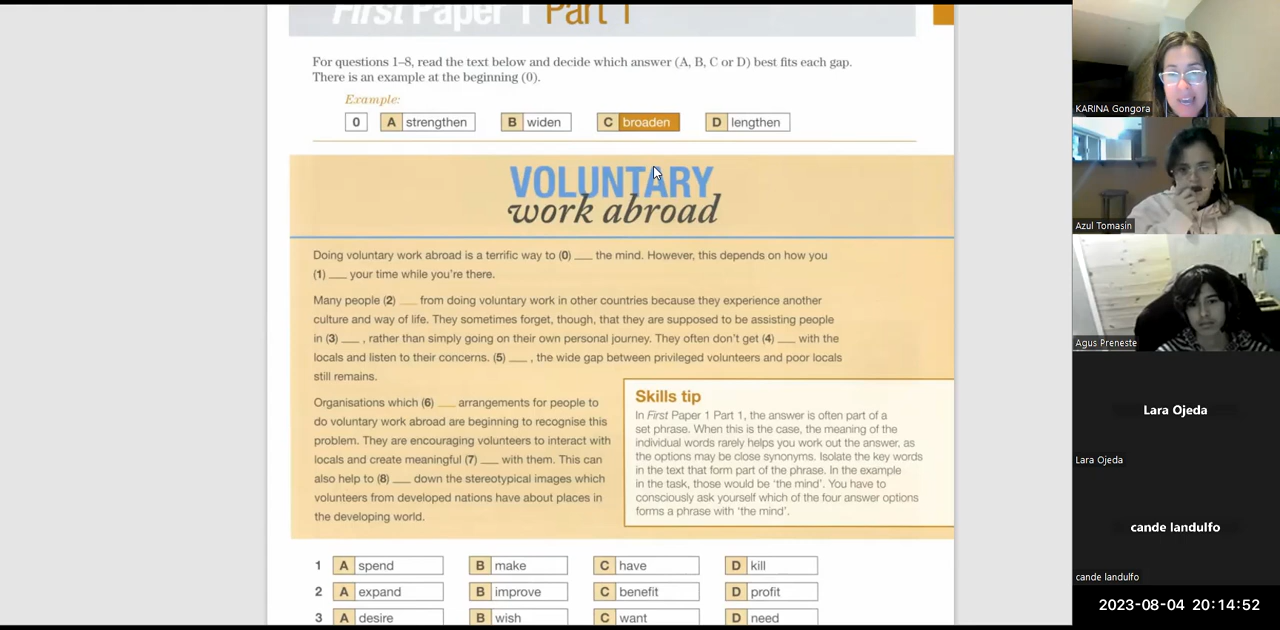 First Paper 1 Part 1
For questions 1–8, read the text below and decide which answer (A, B, C or D) best fits each gap.
There is an example at the beginning (0).
Example:
0 A strengthen B widen C broaden D lengthen
VOLUNTARY
work abroad
Doing voluntary work abroad is a terrific way to (0) ___ the mind. However, this depends on how you
(1) ___ your time while you're there.
Many people (2) ___ from doing voluntary work in other countries because they experience another
culture and way of life. They sometimes forget, though, that they are supposed to be assisting people
in (3) ___ , rather than simply going on their own personal journey. They often don't get (4) ___ with the
locals and listen to their concerns. (5) ___ , the wide gap between privileged volunteers and poor locals
still remains.
Organisations which (6) ___ arrangements for people to
do voluntary work abroad are beginning to recognise this
problem. They are encouraging volunteers to interact with
locals and create meaningful (7) ___ with them. This can
also help to (8) ___ down the stereotypical images which
volunteers from developed nations have about places in
the developing world.
Skills tip
In First Paper 1 Part 1, the answer is often part of a
set phrase. When this is the case, the meaning of the
individual words rarely helps you work out the answer, as
the options may be close synonyms. Isolate the key words
in the text that form part of the phrase. In the example
in the task, those would be 'the mind'. You have to
consciously ask yourself which of the four answer options
forms a phrase with 'the mind'.
1 A spend B make C have D kill
2 A expand B improve C benefit D profit
3 A desire B wish C want D need
KARINA Gongora
Azul Tomasin
Agus Preneste
Lara Ojeda
Lara Ojeda
cande landulfo
cande landulfo
2023-08-04 20:14:52